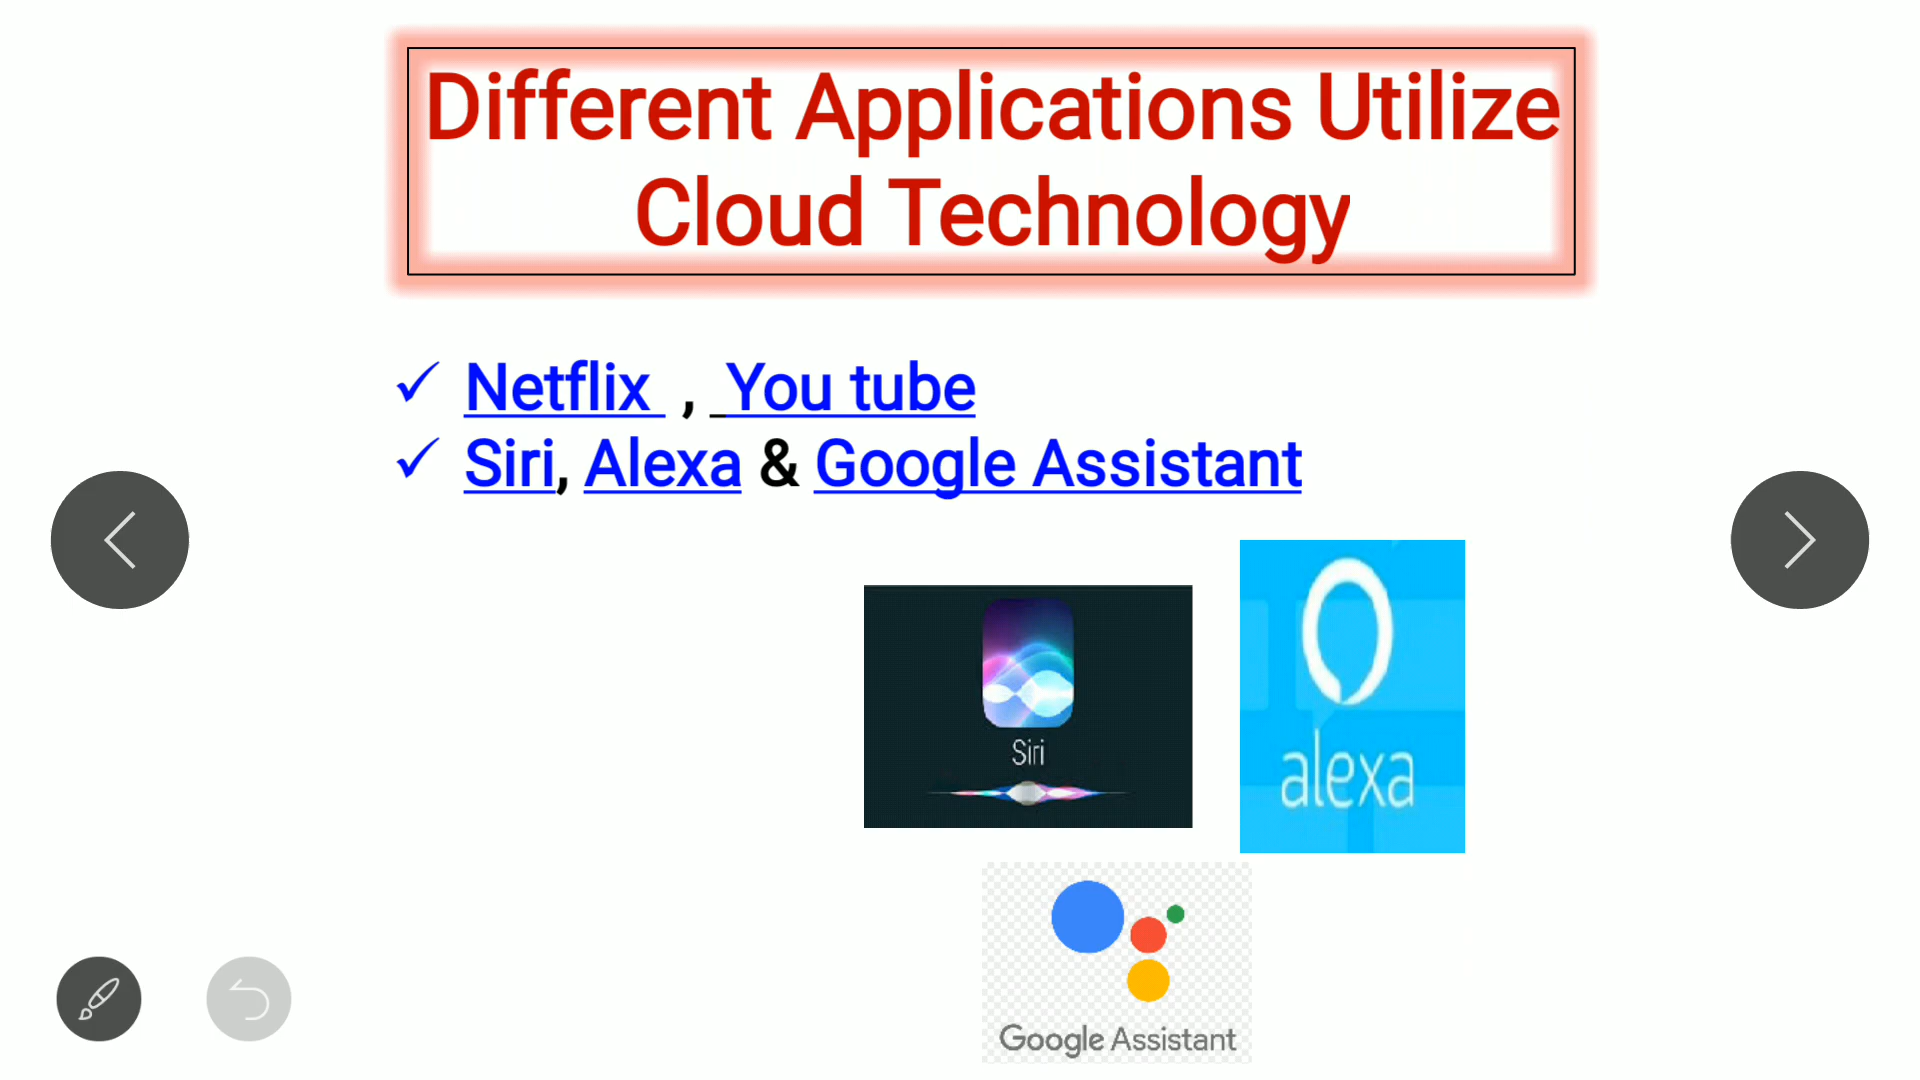 Different Applications Utilize
Cloud Technology
✓ Netflix , You tube
✓ Siri, Alexa & Google Assistant
Siri
alexa
Google Assistant